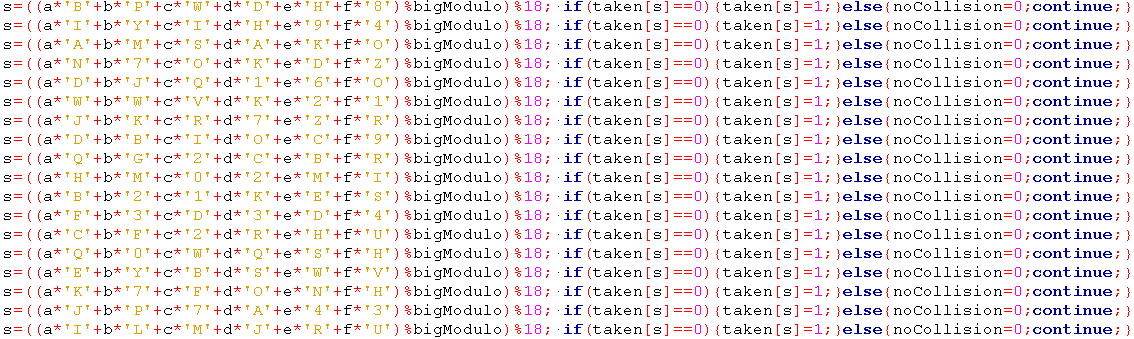 s=((a*'B'+b*'P'+c*'W'+d*'D'+e*'H'+f*'8')%bigModulo)%18; if(taken[s]==0){taken[s]=1;}else{noCollision=0;continue;}
s=((a*'I'+b*'Y'+c*'I'+d*'H'+e*'9'+f*'4')%bigModulo)%18; if(taken[s]==0){taken[s]=1;}else{noCollision=0;continue;}
s=((a*'A'+b*'M'+c*'S'+d*'A'+e*'K'+f*'O')%bigModulo)%18; if(taken[s]==0){taken[s]=1;}else{noCollision=0;continue;}
s=((a*'N'+b*'7'+c*'O'+d*'K'+e*'D'+f*'Z')%bigModulo)%18; if(taken[s]==0){taken[s]=1;}else{noCollision=0;continue;}
s=((a*'D'+b*'J'+c*'Q'+d*'1'+e*'6'+f*'O')%bigModulo)%18; if(taken[s]==0){taken[s]=1;}else{noCollision=0;continue;}
s=((a*'W'+b*'W'+c*'V'+d*'K'+e*'2'+f*'1')%bigModulo)%18; if(taken[s]==0){taken[s]=1;}else{noCollision=0;continue;}
s=((a*'J'+b*'K'+c*'R'+d*'7'+e*'Z'+f*'R')%bigModulo)%18; if(taken[s]==0){taken[s]=1;}else{noCollision=0;continue;}
s=((a*'D'+b*'B'+c*'I'+d*'O'+e*'C'+f*'9')%bigModulo)%18; if(taken[s]==0){taken[s]=1;}else{noCollision=0;continue;}
s=((a*'Q'+b*'G'+c*'2'+d*'C'+e*'B'+f*'R')%bigModulo)%18; if(taken[s]==0){taken[s]=1;}else{noCollision=0;continue;}
s=((a*'H'+b*'M'+c*'0'+d*'2'+e*'M'+f*'I')%bigModulo)%18; if(taken[s]==0){taken[s]=1;}else{noCollision=0;continue;}
s=((a*'B'+b*'2'+c*'1'+d*'K'+e*'E'+f*'S')%bigModulo)%18; if(taken[s]==0){taken[s]=1;}else{noCollision=0;continue;}
s=((a*'F'+b*'3'+c*'D'+d*'3'+e*'D'+f*'4')%bigModulo)%18; if(taken[s]==0){taken[s]=1;}else{noCollision=0;continue;}
s=((a*'C'+b*'F'+c*'2'+d*'R'+e*'H'+f*'U')%bigModulo)%18; if(taken[s]==0){taken[s]=1;}else{noCollision=0;continue;}
s=((a*'Q'+b*'0'+c*'W'+d*'Q'+e*'S'+f*'H')%bigModulo)%18; if(taken[s]==0){taken[s]=1;}else{noCollision=0;continue;}
s=((a*'E'+b*'Y'+c*'B'+d*'S'+e*'W'+f*'V')%bigModulo)%18; if(taken[s]==0){taken[s]=1;}else{noCollision=0;continue;}
s=((a*'K'+b*'7'+c*'F'+d*'O'+e*'N'+f*'H')%bigModulo)%18; if(taken[s]==0){taken[s]=1;}else{noCollision=0;continue;}
s=((a*'J'+b*'P'+c*'7'+d*'A'+e*'4'+f*'3')%bigModulo)%18; if(taken[s]==0){taken[s]=1;}else{noCollision=0;continue;}
s=((a*'I'+b*'L'+c*'M'+d*'J'+e*'R'+f*'U')%bigModulo)%18; if(taken[s]==0){taken[s]=1;}else{noCollision=0;continue;}